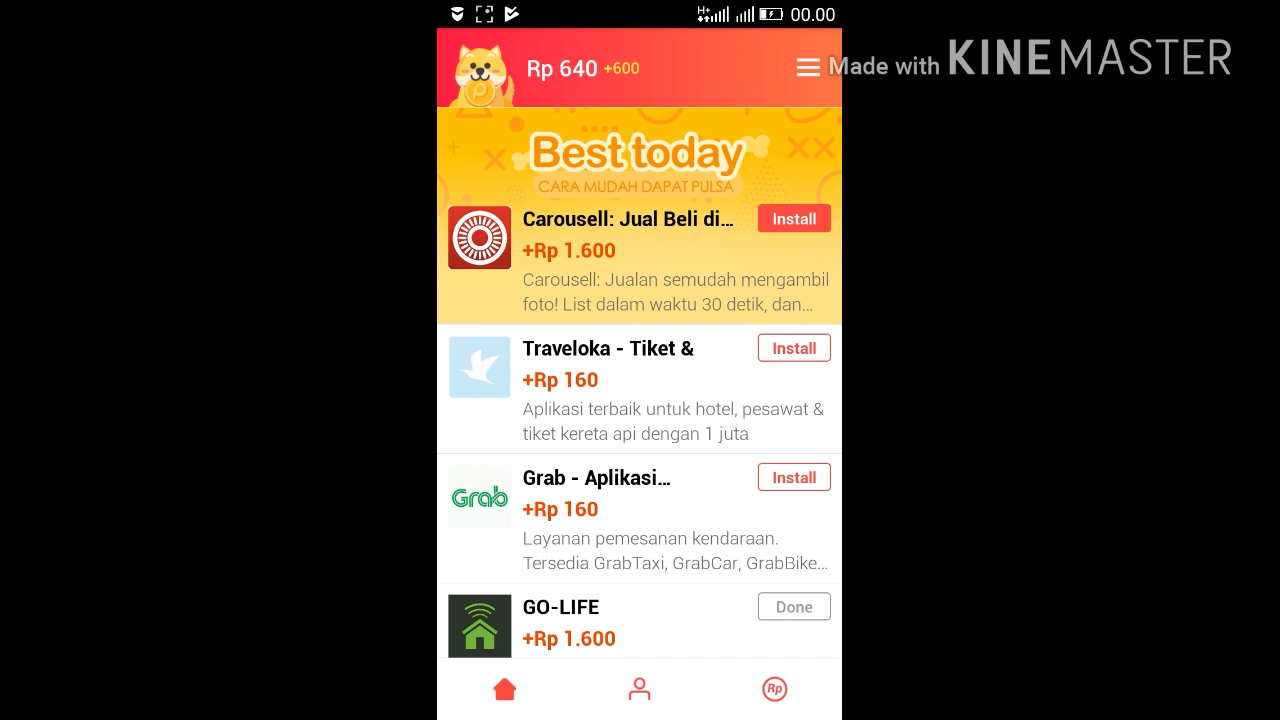 H+ 00.00
Rp 640 +600
Made with KINEMASTER
Best today
CARA MUDAH DAPAT PULSA
Carousell: Jual Beli di... Install
+Rp 1.600
Carousell: Jualan semudah mengambil
foto! List dalam waktu 30 detik, dan...
Traveloka - Tiket & Install
+Rp 160
Aplikasi terbaik untuk hotel, pesawat &
tiket kereta api dengan 1 juta
Grab Grab - Aplikasi... Install
+Rp 160
Layanan pemesanan kendaraan.
Tersedia GrabTaxi, GrabCar, GrabBike...
GO-LIFE Done
+Rp 1.600
Rp